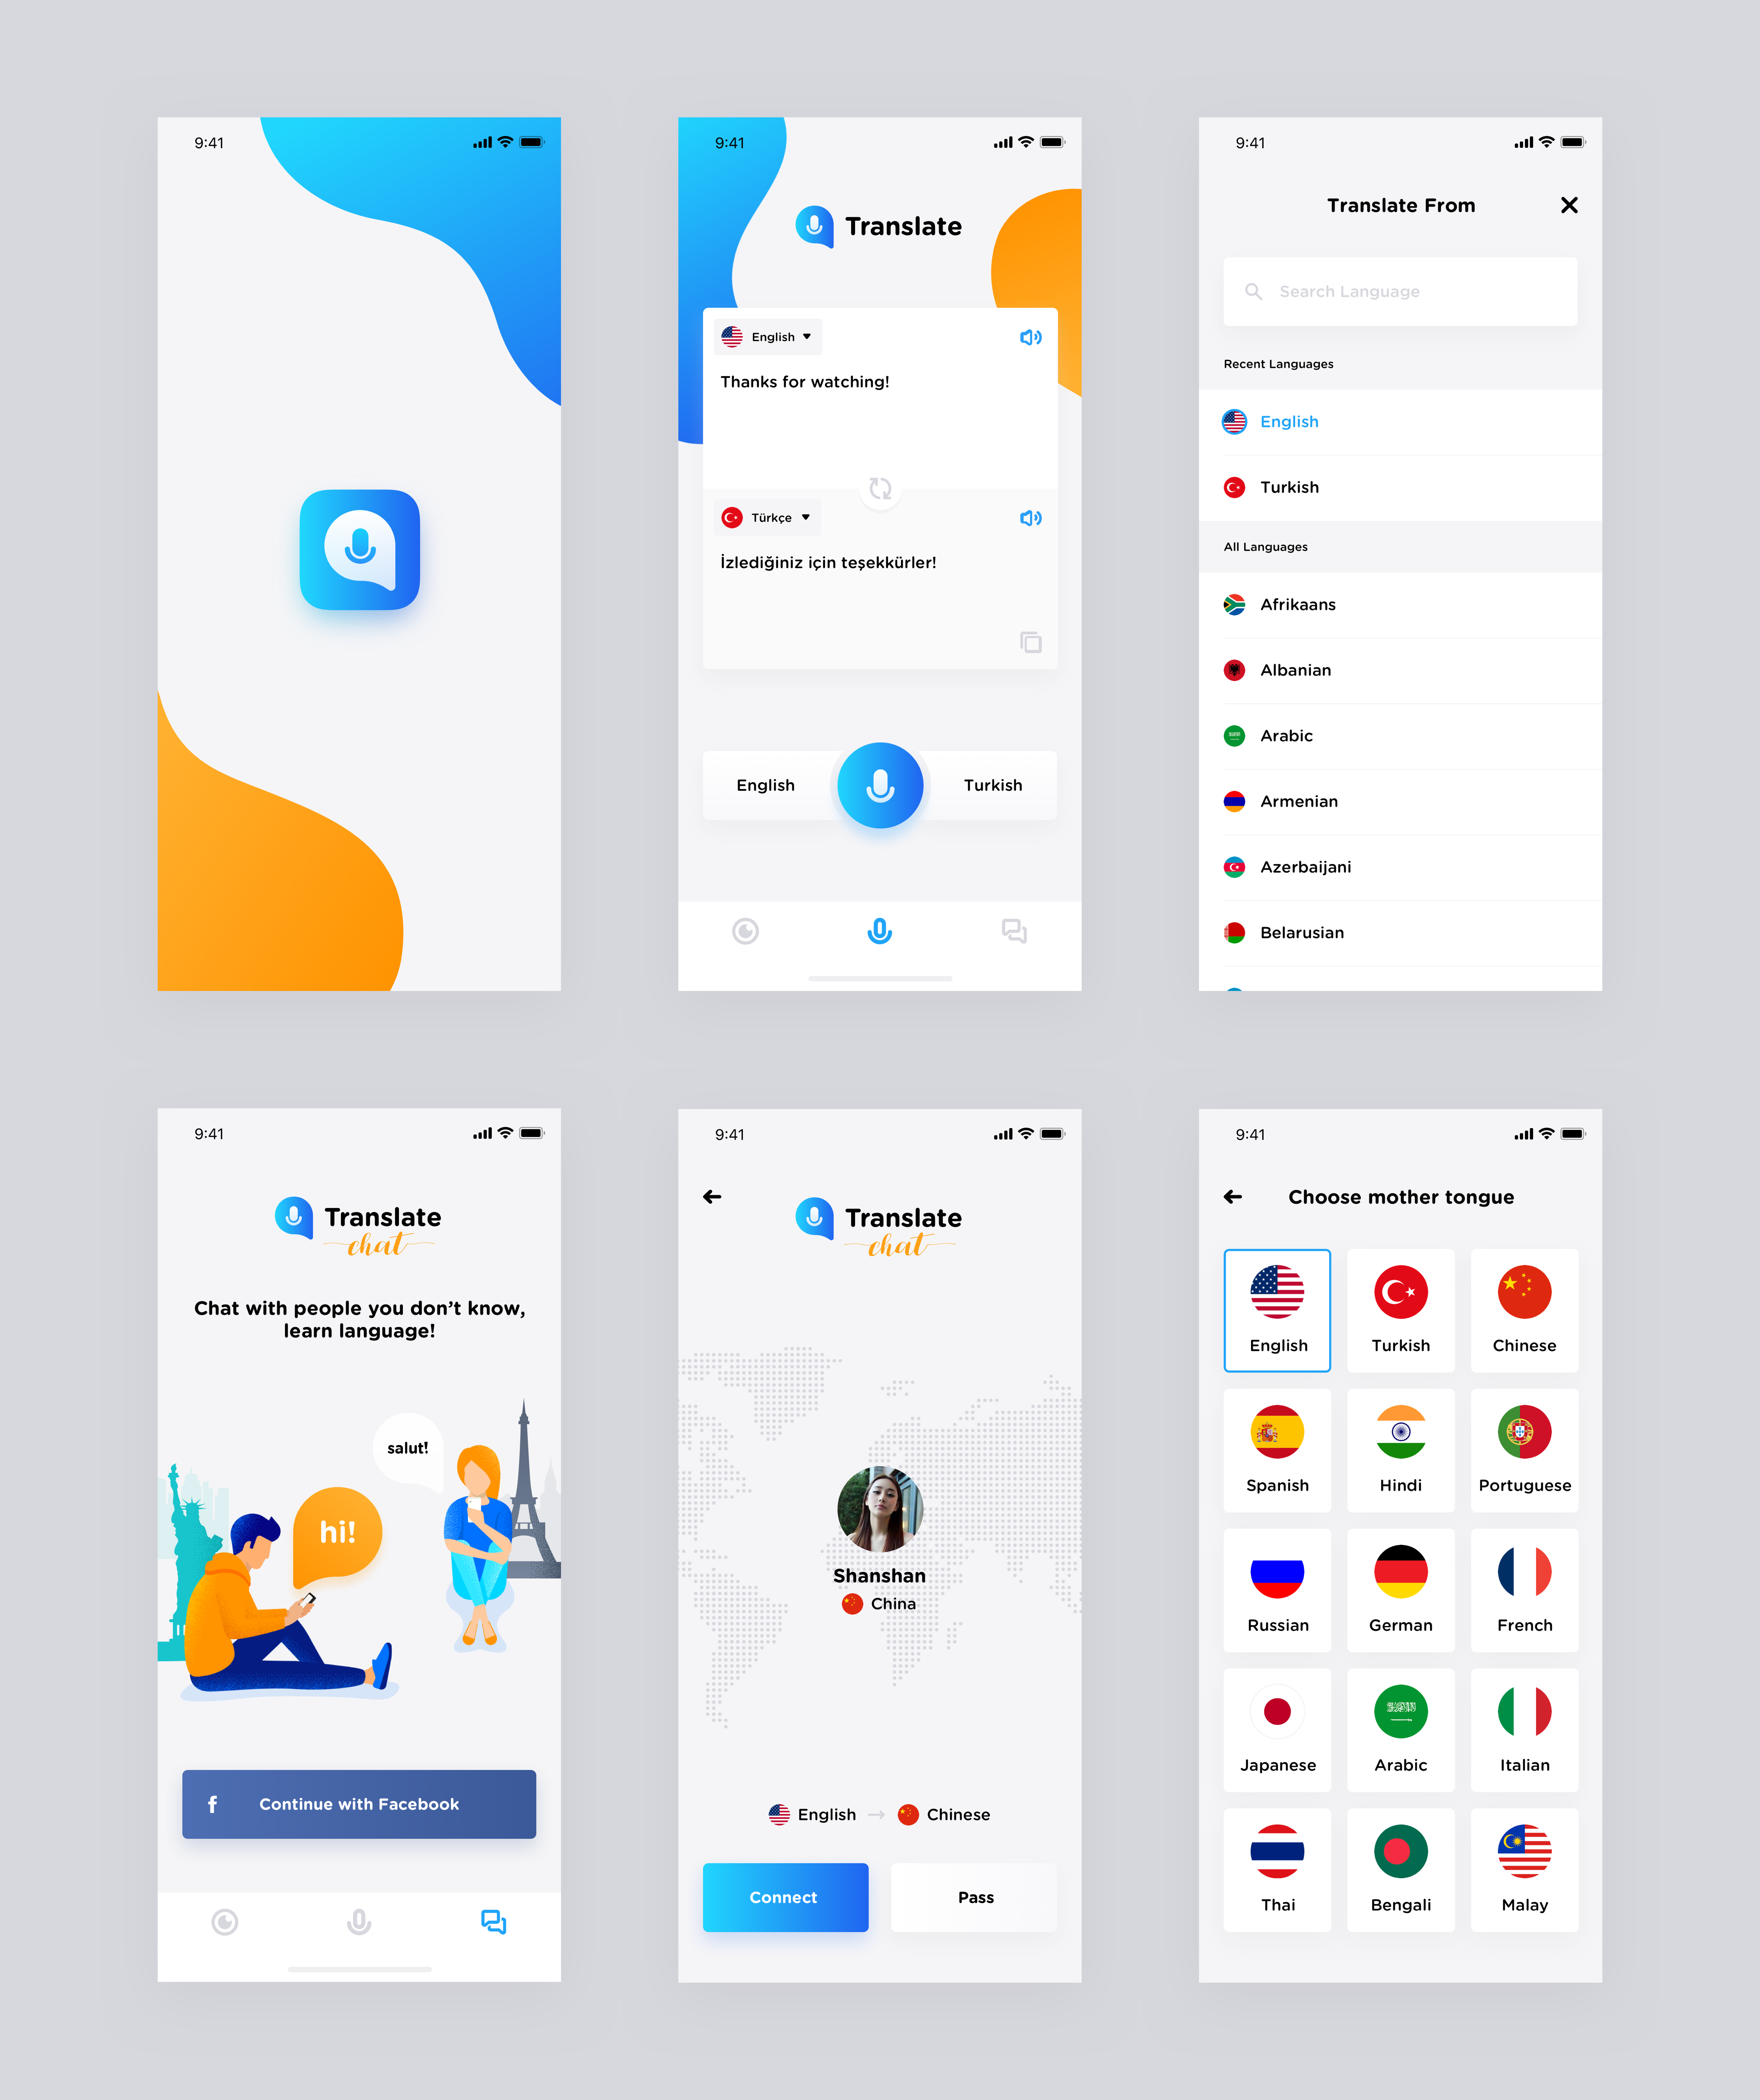 9:41
9:41
Translate
English
Thanks for watching!
Türkçe
İzlediğiniz için teşekkürler!
English
Turkish
9:41
Translate From
Search Language
Recent Languages
English
Turkish
All Languages
Afrikaans
Albanian
Arabic
Armenian
Azerbaijani
Belarusian
9:41
Translate
chat
Chat with people you don’t know,
learn language!
salut!
hi!
f
Continue with Facebook
9:41
Translate
chat
Shanshan
China
English
Chinese
Connect
Pass
9:41
Choose mother tongue
English
Turkish
Chinese
Spanish
Hindi
Portuguese
Russian
German
French
Japanese
Arabic
Italian
Thai
Bengali
Malay